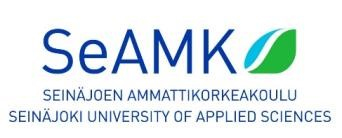 SeAMK
SEINÄJOEN AMMATTIKORKEAKOULU
SEINÄJOKI UNIVERSITY OF APPLIED SCIENCES